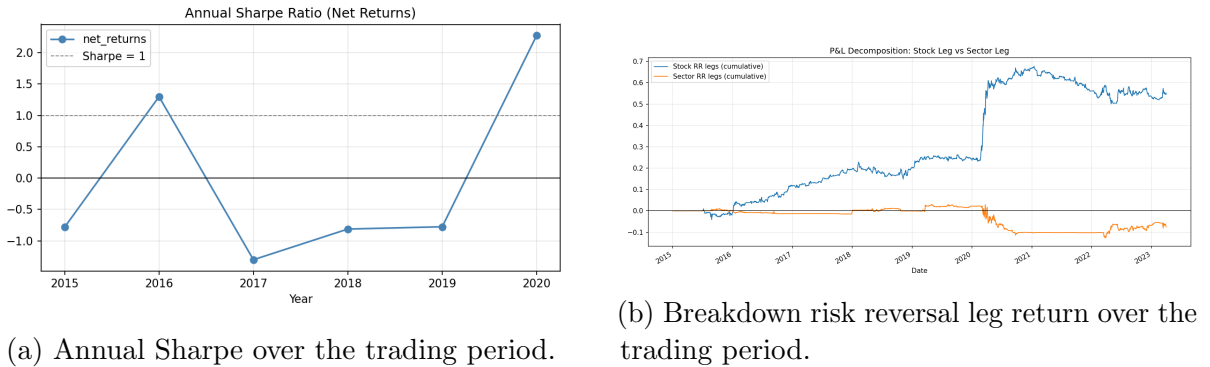 Annual Sharpe Ratio (Net Returns)
net_returns
Sharpe = 1
2.0
1.5
1.0
0.5
0.0
−0.5
−1.0
2015 2016 2017 2018 2019 2020
Year
(a) Annual Sharpe over the trading period.
P&L Decomposition: Stock Leg vs Sector Leg
Stock RR legs (cumulative)
Sector RR legs (cumulative)
0.7
0.6
0.5
0.4
0.3
0.2
0.1
0.0
−0.1
2015 2016 2017 2018 2019 2020 2021 2022 2023
Date
(b) Breakdown risk reversal leg return over the
trading period.